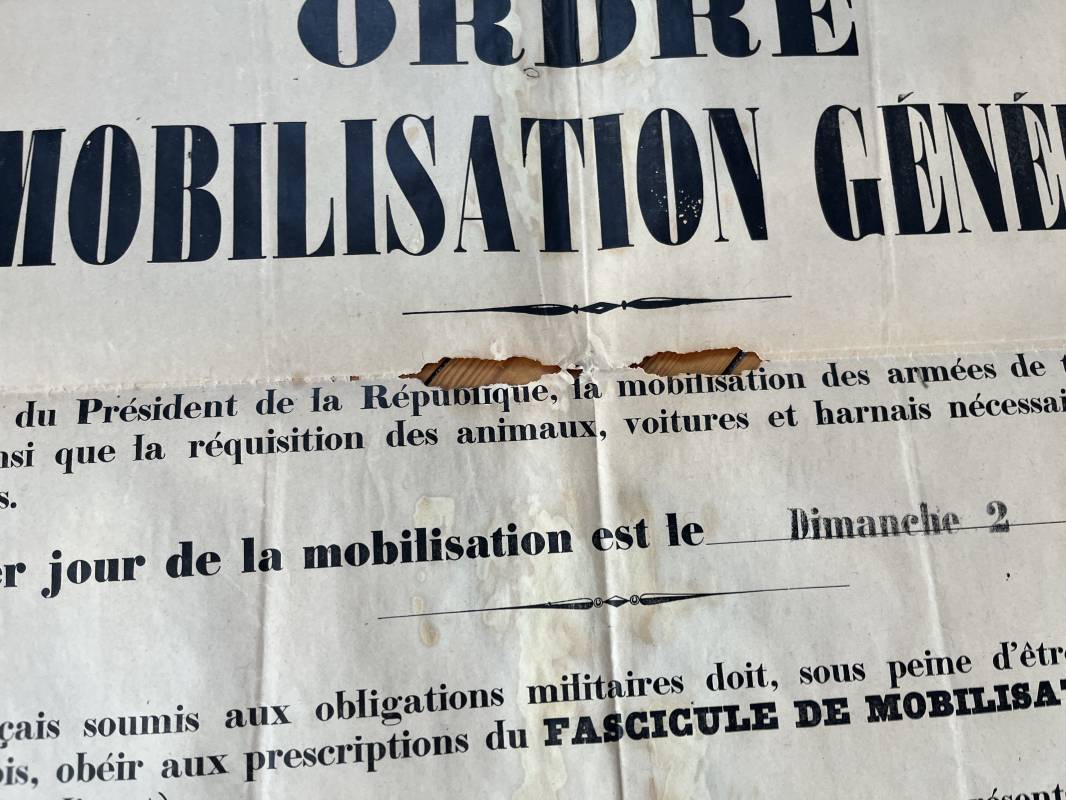 ORDRE
MOBILISATION GÉNÉ
du Président de la République, la mobilisation des armées de t
nsi que la réquisition des animaux, voitures et harnais nécessai
s.
er jour de la mobilisation est le Dimanche 2
çais soumis aux obligations militaires doit, sous peine d'êtr
ois, obéir aux prescriptions du FASCICULE DE MOBILISAT